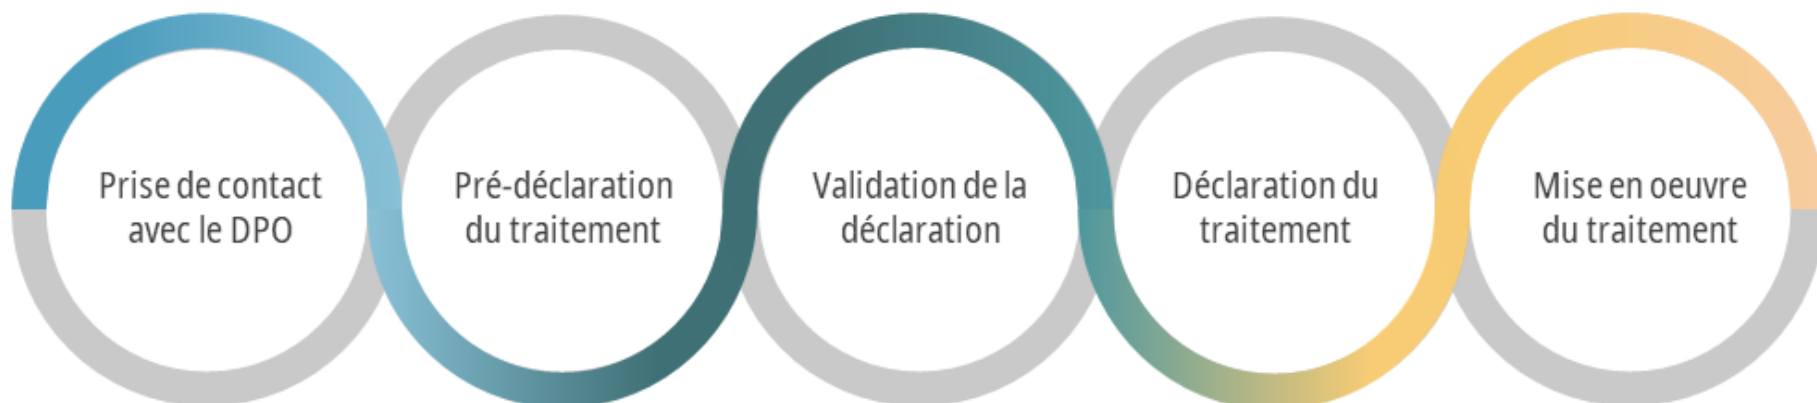 Prise de contact
avec le DPO
Pré-déclaration
du traitement
Validation de la
déclaration
Déclaration du
traitement
Mise en oeuvre
du traitement